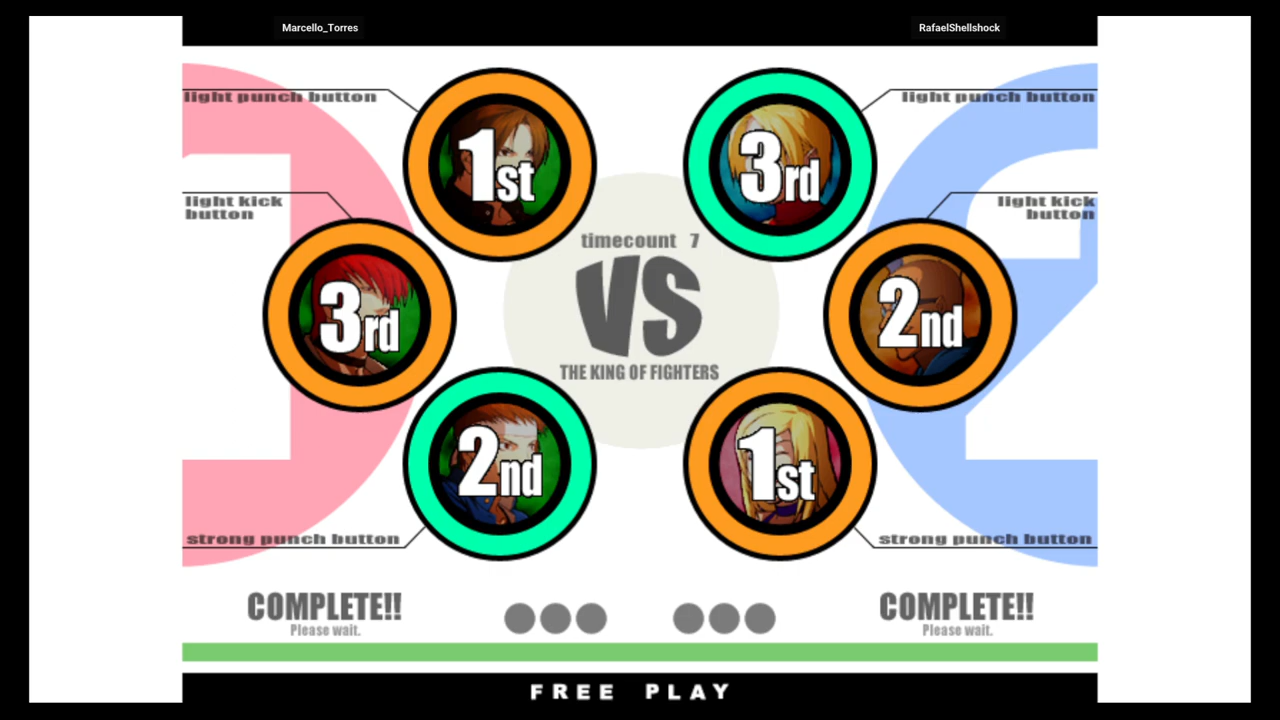 Marcello_Torres
RafaelShellshock
light punch button
light punch button
1st
3rd
light kick
button
light kick
button
timecount 7
VS
THE KING OF FIGHTERS
3rd
2nd
2nd
1st
strong punch button
strong punch button
COMPLETE!!
Please wait.
COMPLETE!!
Please wait.
FREE PLAY